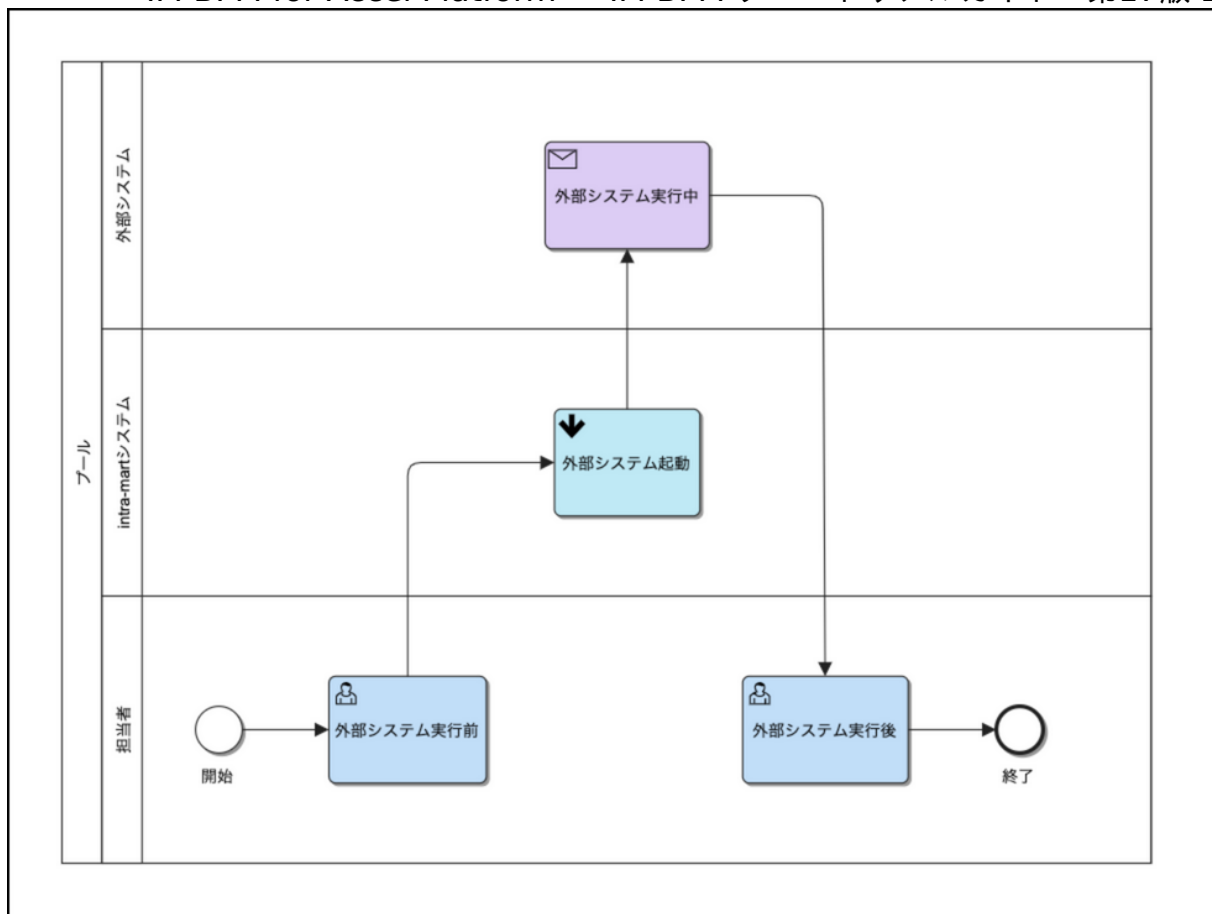 プール
外部システム
外部システム実行中
intra-martシステム
外部システム起動
担当者
開始
外部システム実行前
外部システム実行後
終了